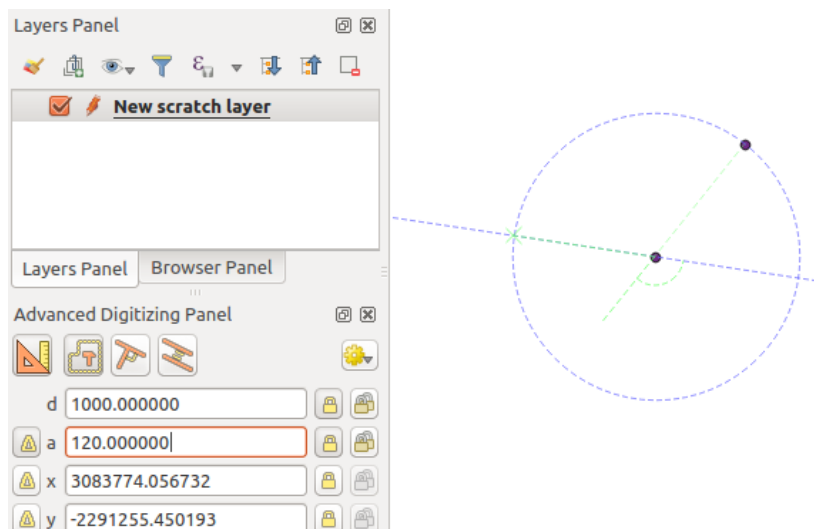 Layers Panel
New scratch layer
Layers Panel Browser Panel
Advanced Digitizing Panel
d 1000.000000
a 120.000000
x 3083774.056732
y -2291255.450193